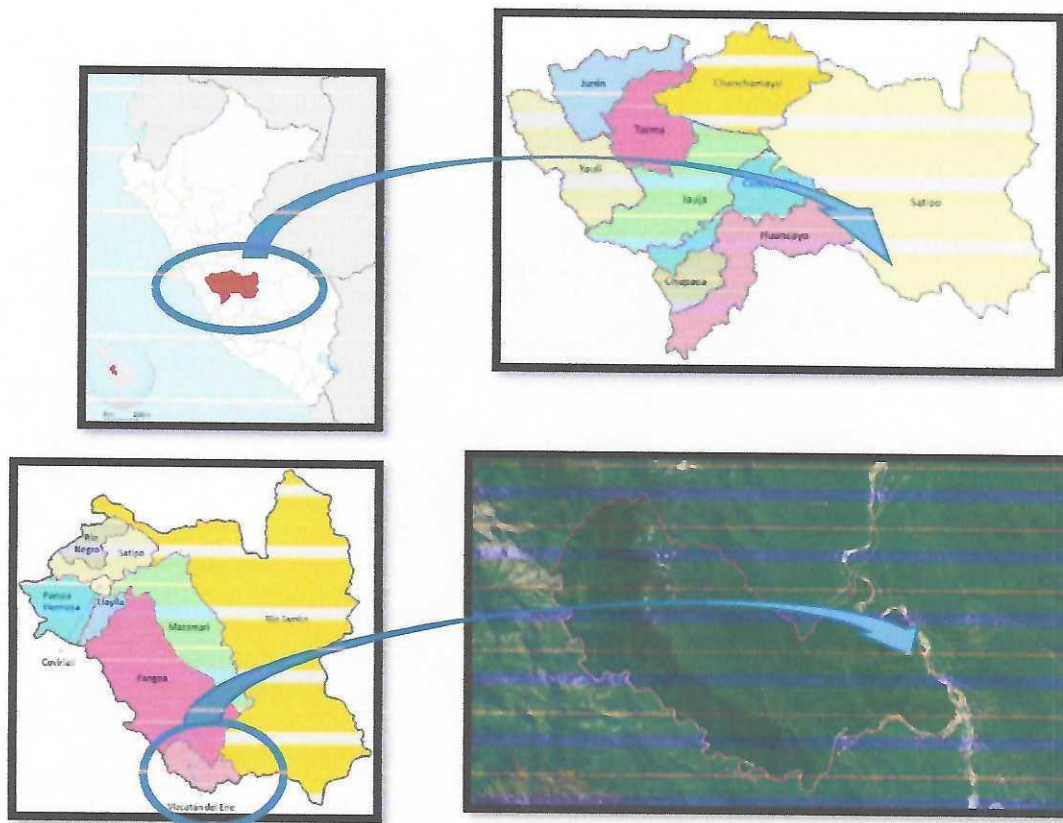 Junín
Chanchamayo
Tarma
Yauli
Jauja
Concepción
Satipo
Huancayo
Chupaca
Río
Negro
Satipo
Pampa
Hermosa
Llaylla
Mazamari
Río Tambo
Coviriali
Pangoa
Vizcatán del Ene